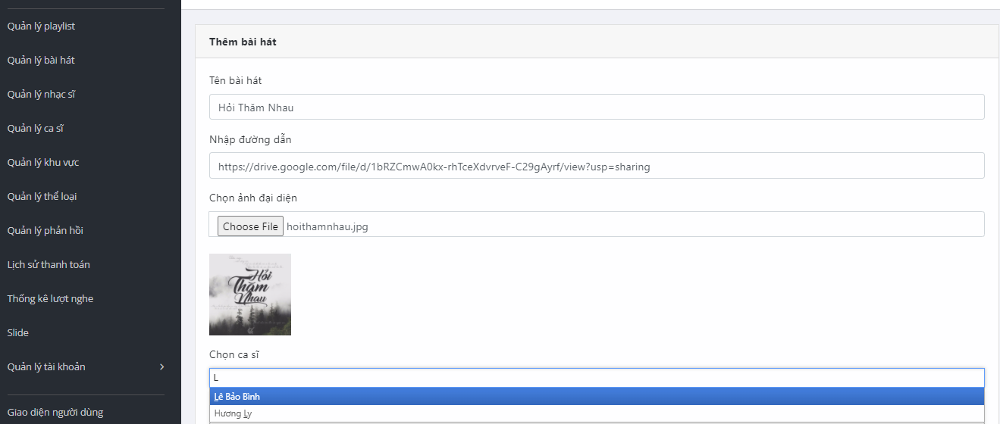 Quản lý playlist
Quản lý bài hát
Quản lý nhạc sĩ
Quản lý ca sĩ
Quản lý khu vực
Quản lý thể loại
Quản lý phản hồi
Lịch sử thanh toán
Thống kê lượt nghe
Slide
Quản lý tài khoản
Giao diện người dùng
Thêm bài hát
Tên bài hát
Hỏi Thăm Nhau
Nhập đường dẫn
https://drive.google.com/file/d/1bRZCmwA0kx-rhTceXdvrveF-C29gAyrf/view?usp=sharing
Chọn ảnh đại diện
Choose File hoithamnhau.jpg
Hỏi
Thăm
Nhau
Chọn ca sĩ
L
Lê Bảo Bình
Hương Ly